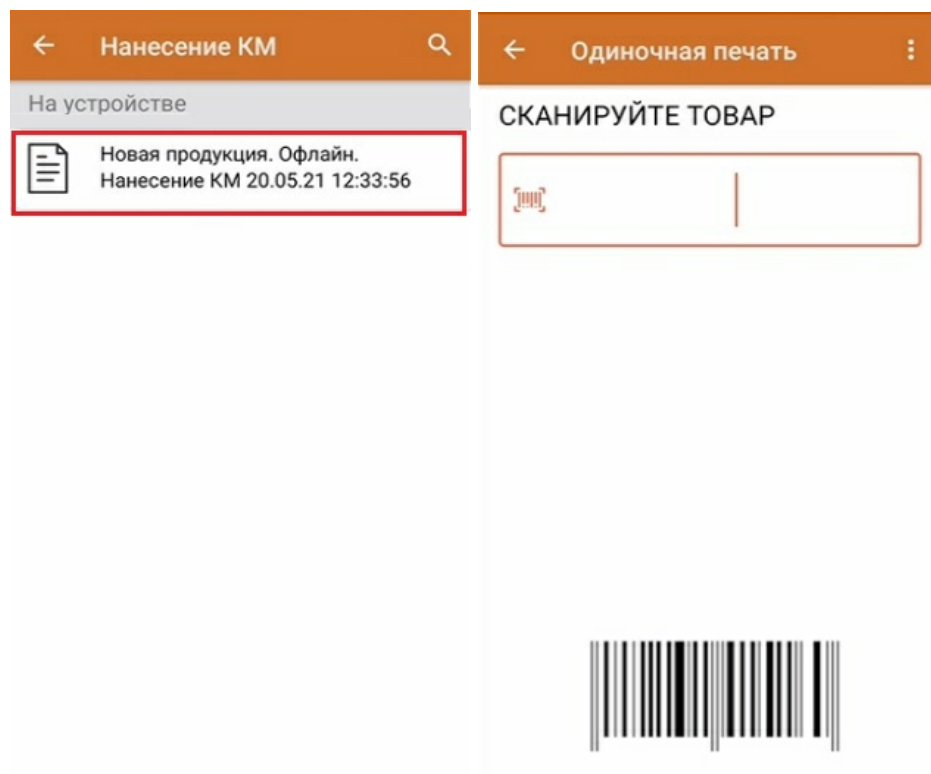 Нанесение КМ
На устройстве
Новая продукция. Офлайн.
Нанесение КМ 20.05.21 12:33:56
Одиночная печать
СКАНИРУЙТЕ ТОВАР